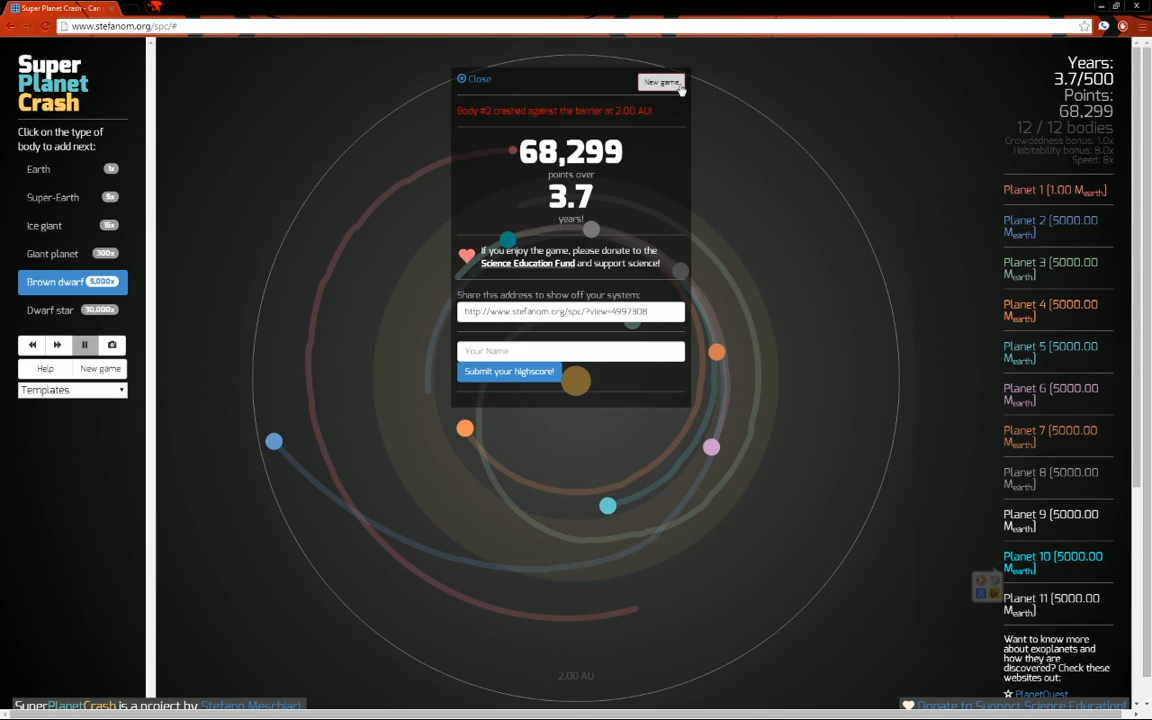 Super Planet Crash - Can
www.stefanom.org/spc/#
Super
Planet
Crash
Click on the type of
body to add next:
Earth 1x
Super-Earth 5x
Ice giant 16x
Giant planet 300x
Brown dwarf 5,000x
Dwarf star 30,000x
Help New game
Templates
Close
New game
Body #2 crashed against the barrier at 2.00 AU!
68,299
points over
3.7
years!
If you enjoy the game, please donate to the
Science Education Fund and support science!
Share this address to show off your system:
http://www.stefanom.org/spc/?view=4997308
Your Name
Submit your highscore!
2.00 AU
Years:
3.7/500
Points:
68,299
12 / 12 bodies
Crowdedness bonus: 1.0x
Habitability bonus: 8.0x
Speed: 8x
Planet 1 [1.00 Mearth]
Planet 2 [5000.00
Mearth]
Planet 3 [5000.00
Mearth]
Planet 4 [5000.00
Mearth]
Planet 5 [5000.00
Mearth]
Planet 6 [5000.00
Mearth]
Planet 7 [5000.00
Mearth]
Planet 8 [5000.00
Mearth]
Planet 9 [5000.00
Mearth]
Planet 10 [5000.00
Mearth]
Planet 11 [5000.00
Mearth]
Want to know more
about exoplanets and
how they are
discovered? Check these
websites out:
PlanetQuest
SuperPlanetCrash is a project by Stefano Meschiari
Donate to Support Science Education!